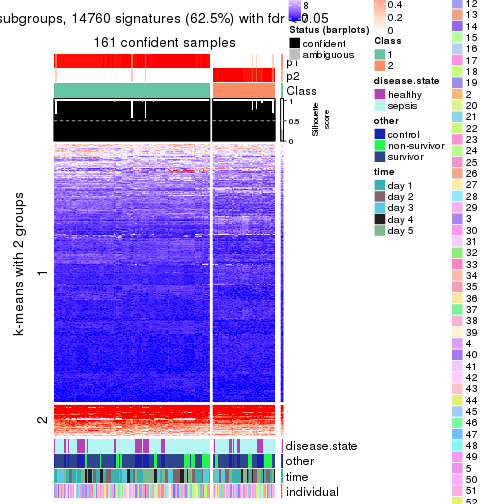 subgroups, 14760 signatures (62.5%) with fdr < 0.05
161 confident samples
p1
p2
Class
1
0.5
0
Silhouette
score
k-means with 2 groups
1
2
disease.state
other
time
individual
8
0
Status (barplots)
confident
ambiguous
0.4
0.2
0
Class
1
2
disease.state
healthy
sepsis
other
control
non-survivor
survivor
time
day 1
day 2
day 3
day 4
day 5
12
13
14
15
16
17
18
19
2
20
21
22
23
24
25
26
27
28
29
3
30
31
32
33
34
35
36
37
38
39
4
40
41
42
43
44
45
46
47
48
49
5
50
51
52